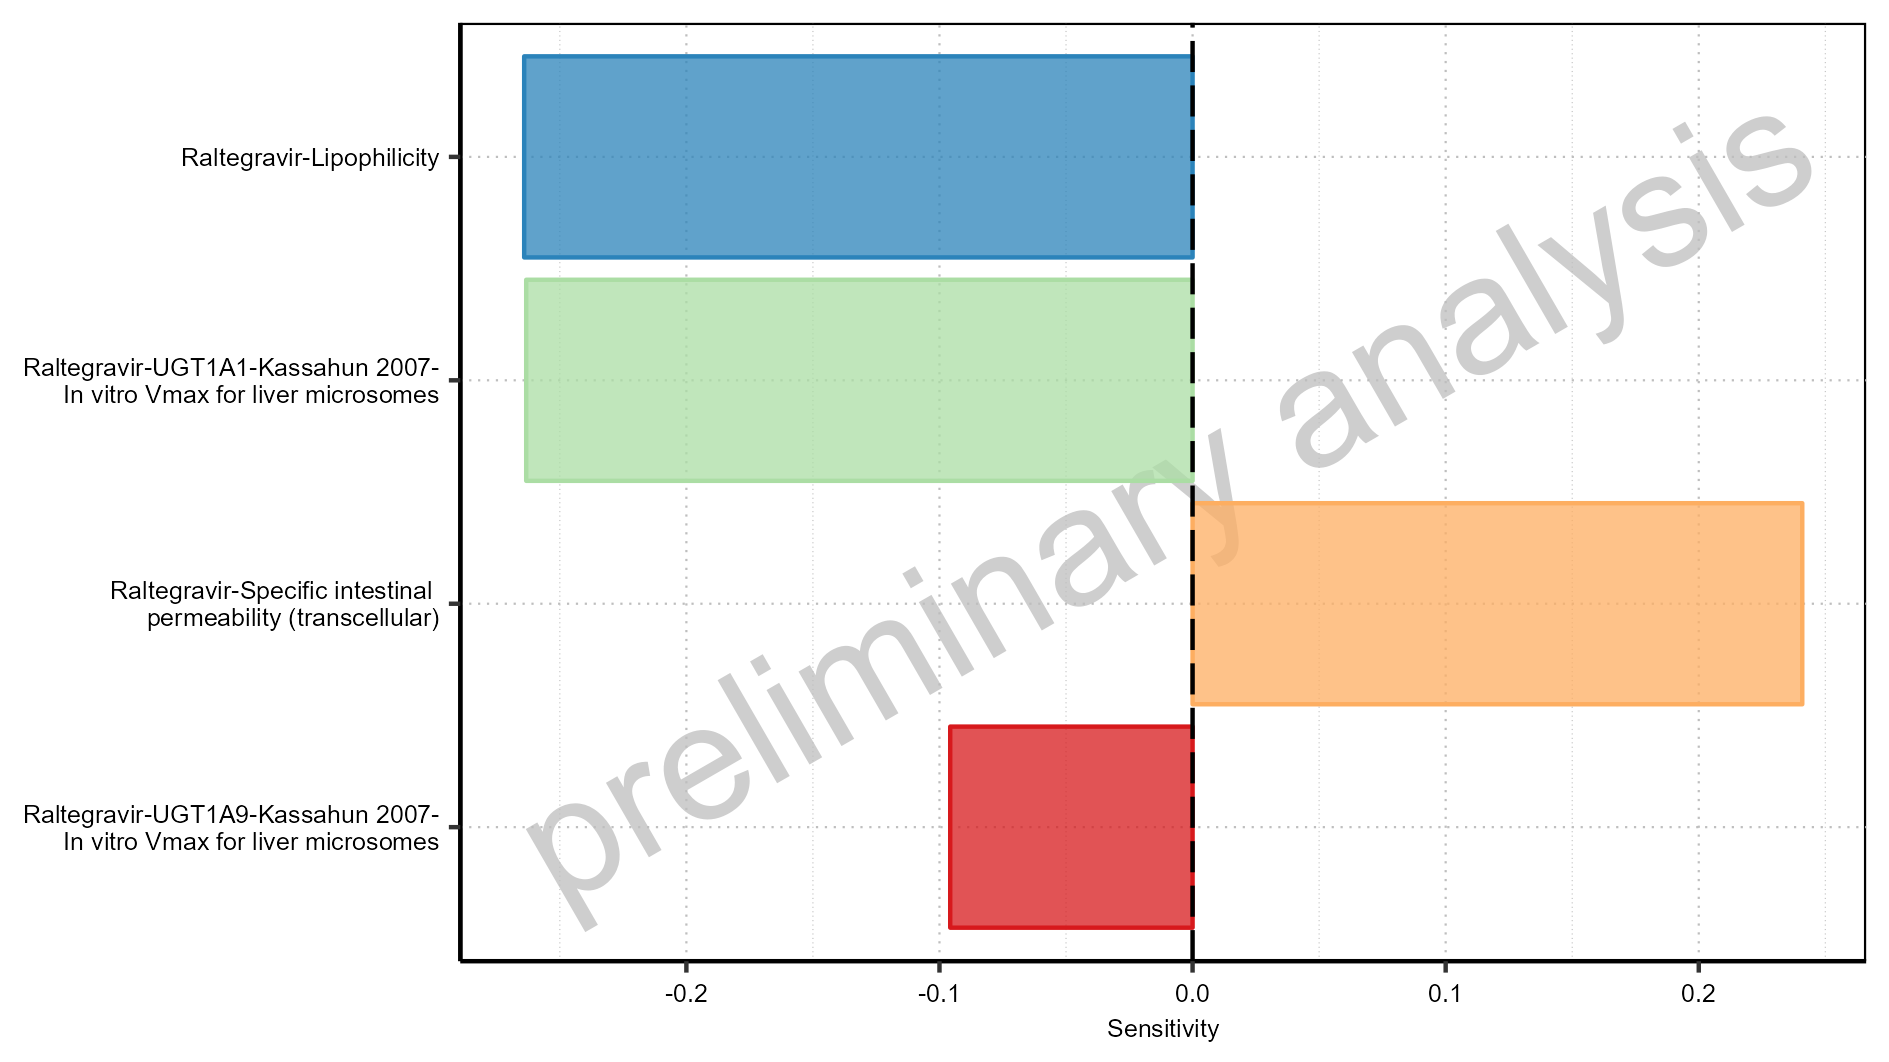 Raltegravir-Lipophilicity
Raltegravir-UGT1A1-Kassahun 2007-
In vitro Vmax for liver microsomes
Raltegravir-Specific intestinal
permeability (transcellular)
Raltegravir-UGT1A9-Kassahun 2007-
In vitro Vmax for liver microsomes
preliminary analysis
-0.2 -0.1 0.0 0.1 0.2
Sensitivity